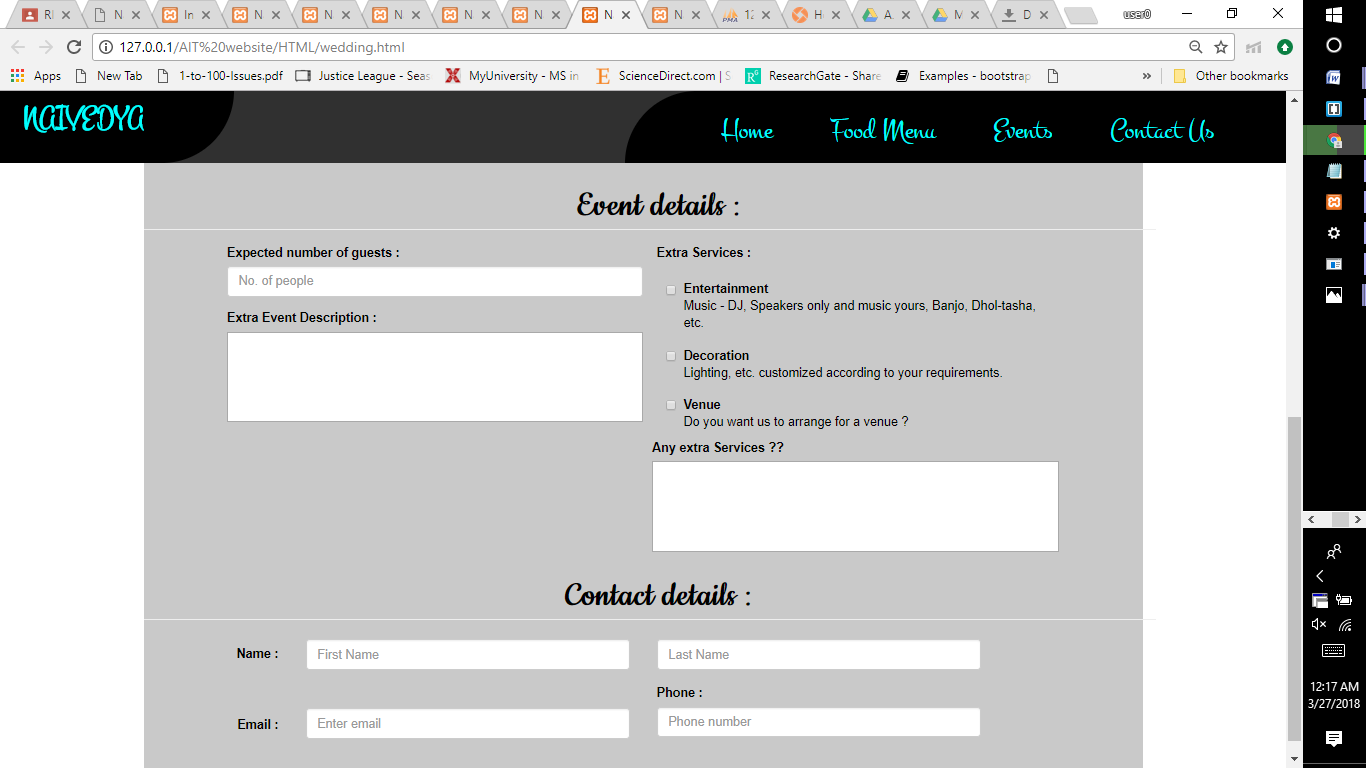 RI
N
In
N
N
N
N
N
N
N
12
H
A
M
D
user0
127.0.0.1/AIT%20website/HTML/wedding.html
Apps
New Tab
1-to-100-Issues.pdf
Justice League - Seas
MyUniversity - MS in
ScienceDirect.com | S
ResearchGate - Share
Examples - bootstrap
» Other bookmarks
NAIVEDYA
Home
Food Menu
Events
Contact Us
Event details :
Expected number of guests :
No. of people
Extra Event Description :
Extra Services :
Entertainment
Music - DJ, Speakers only and music yours, Banjo, Dhol-tasha,
etc.
Decoration
Lighting, etc. customized according to your requirements.
Venue
Do you want us to arrange for a venue ?
Any extra Services ??
Contact details :
Name :
First Name
Last Name
Email :
Enter email
Phone :
Phone number
12:17 AM
3/27/2018